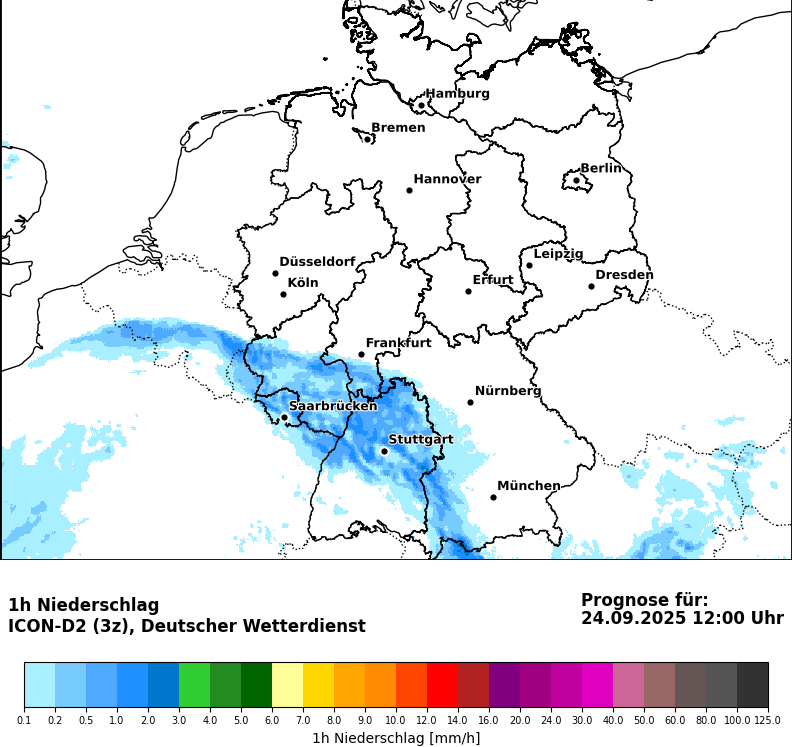 Hamburg
Bremen
Berlin
Hannover
Leipzig
Düsseldorf
Dresden
Köln
Erfurt
Frankfurt
Nürnberg
Saarbrücken
Stuttgart
München
1h Niederschlag
ICON-D2 (3z), Deutscher Wetterdienst
Prognose für:
24.09.2025 12:00 Uhr
0.1 0.2 0.5 1.0 2.0 3.0 4.0 5.0 6.0 7.0 8.0 9.0 10.0 12.0 14.0 16.0 20.0 24.0 30.0 40.0 50.0 60.0 80.0 100.0 125.0
1h Niederschlag [mm/h]